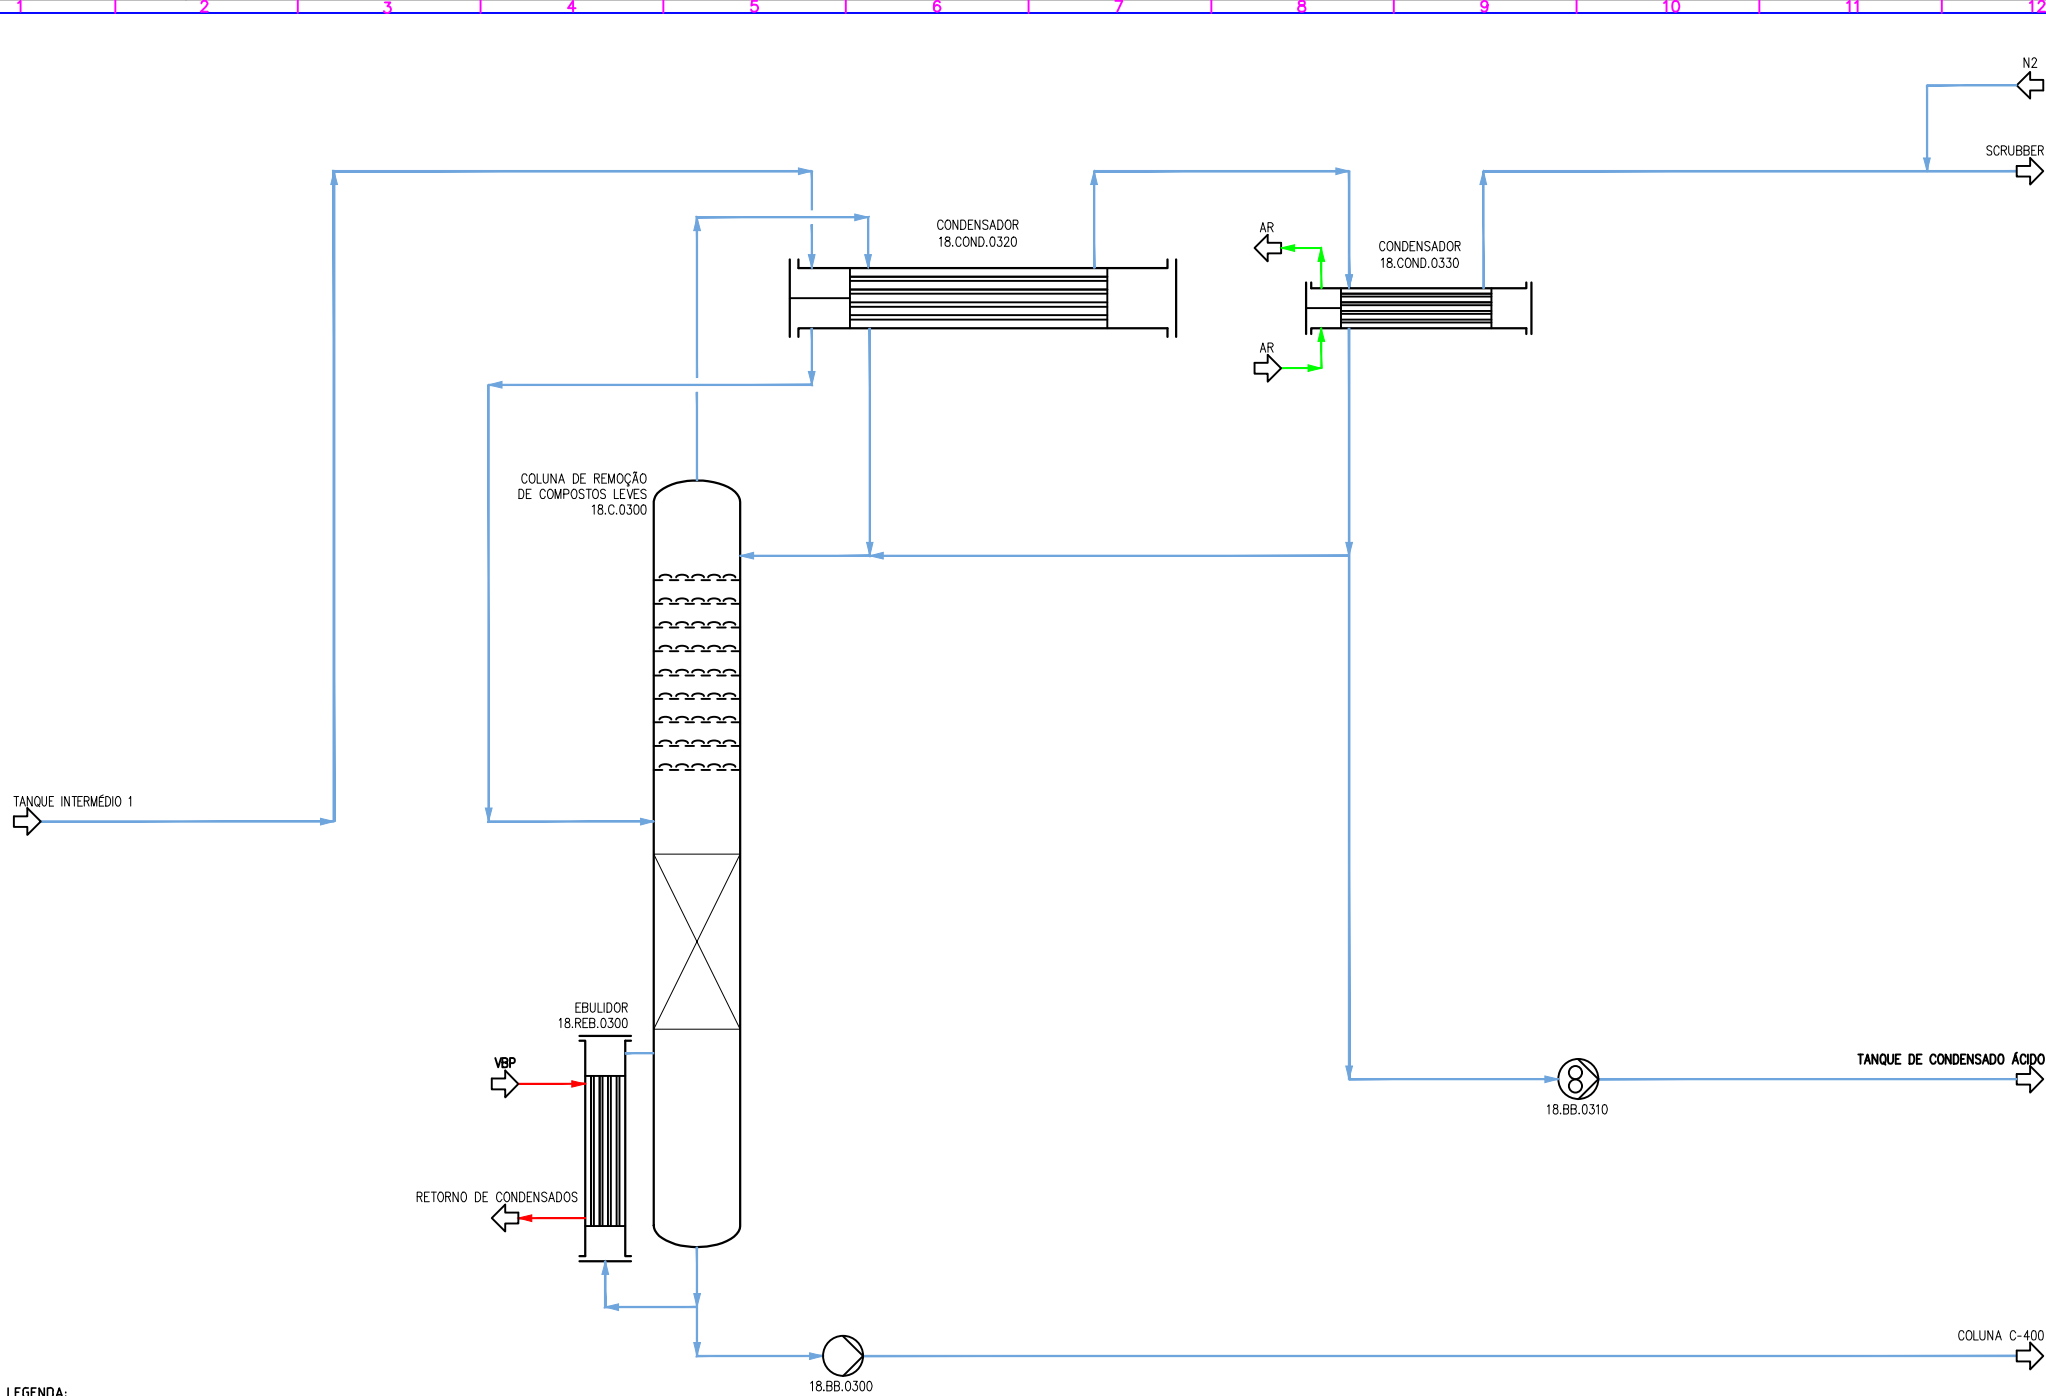 1 2 3 4 5 6 7 8 9 10 11 12
N2
SCRUBBER
CONDENSADOR
18.COND.0320
AR
CONDENSADOR
18.COND.0330
AR
COLUNA DE REMOÇÃO
DE COMPOSTOS LEVES
18.C.0300
TANQUE INTERMÉDIO 1
EBULIDOR
18.REB.0300
VBP
TANQUE DE CONDENSADO ÁCIDO
18.BB.0310
RETORNO DE CONDENSADOS
COLUNA C-400
18.BB.0300
LEGENDA: